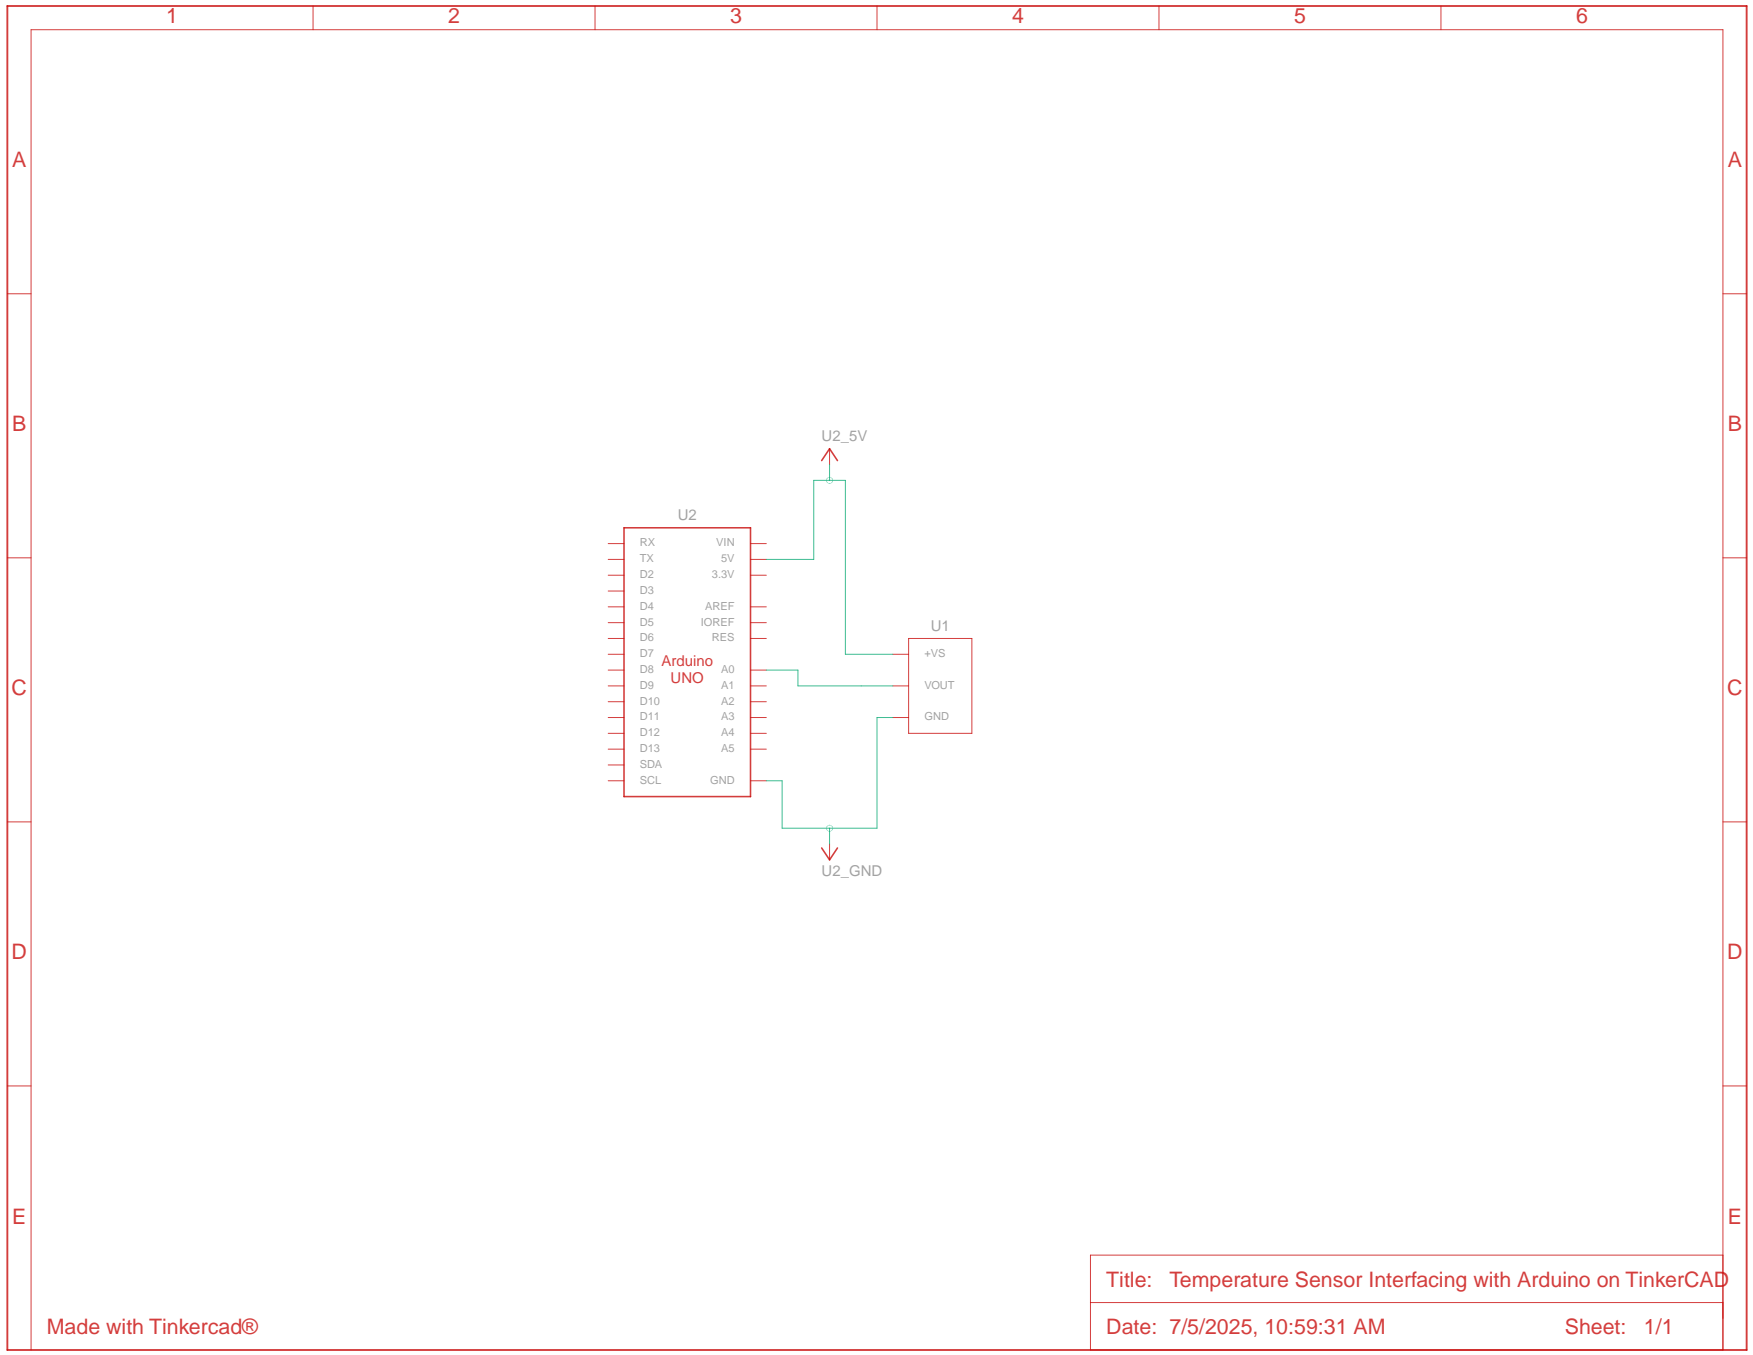 1 2 3 4 5 6
A A
B B
U2_5V
U2
RX VIN
TX 5V
D2 3.3V
D3
D4 AREF
D5 IOREF
D6 RES
U1
D7 +VS
Arduino
D8 A0
UNO
D9 A1 VOUT
C C
D10 A2
D11 A3 GND
D12 A4
D13 A5
SDA
SCL GND
U2_GND
D D
E E
Title: Temperature Sensor Interfacing with Arduino on TinkerCAD
Made with Tinkercad®
Date: 7/5/2025, 10:59:31 AM Sheet: 1/1